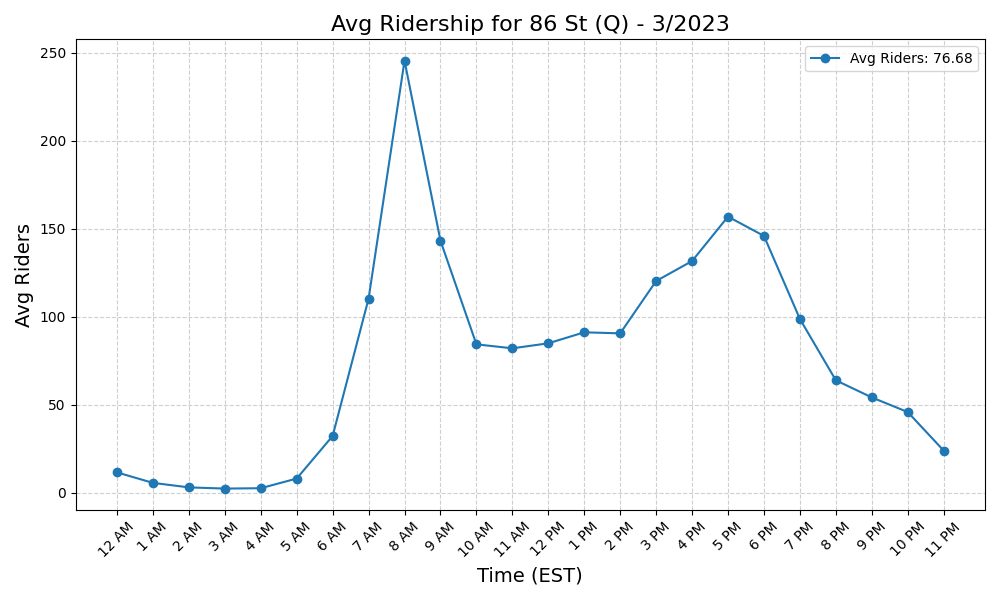 Avg Ridership for 86 St (Q) - 3/2023
Avg Riders: 76.68
Avg Riders
250
200
150
100
50
0
12 AM
1 AM
2 AM
3 AM
4 AM
5 AM
6 AM
7 AM
8 AM
9 AM
10 AM
11 AM
12 PM
1 PM
2 PM
3 PM
4 PM
5 PM
6 PM
7 PM
8 PM
9 PM
10 PM
11 PM
Time (EST)